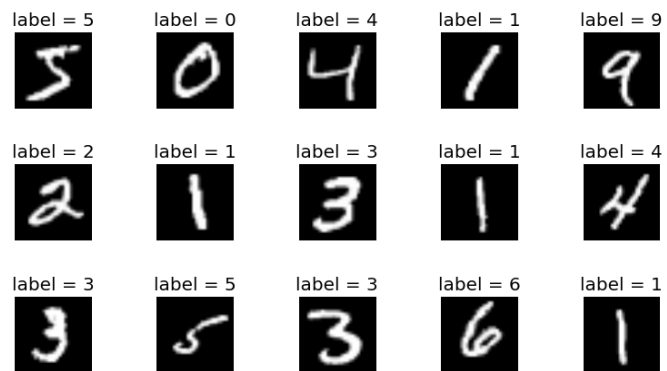 label = 5 label = 0 label = 4 label = 1 label = 9
5 0 4 1 9
label = 2 label = 1 label = 3 label = 1 label = 4
2 1 3 1 4
label = 3 label = 5 label = 3 label = 6 label = 1
3 5 3 6 1